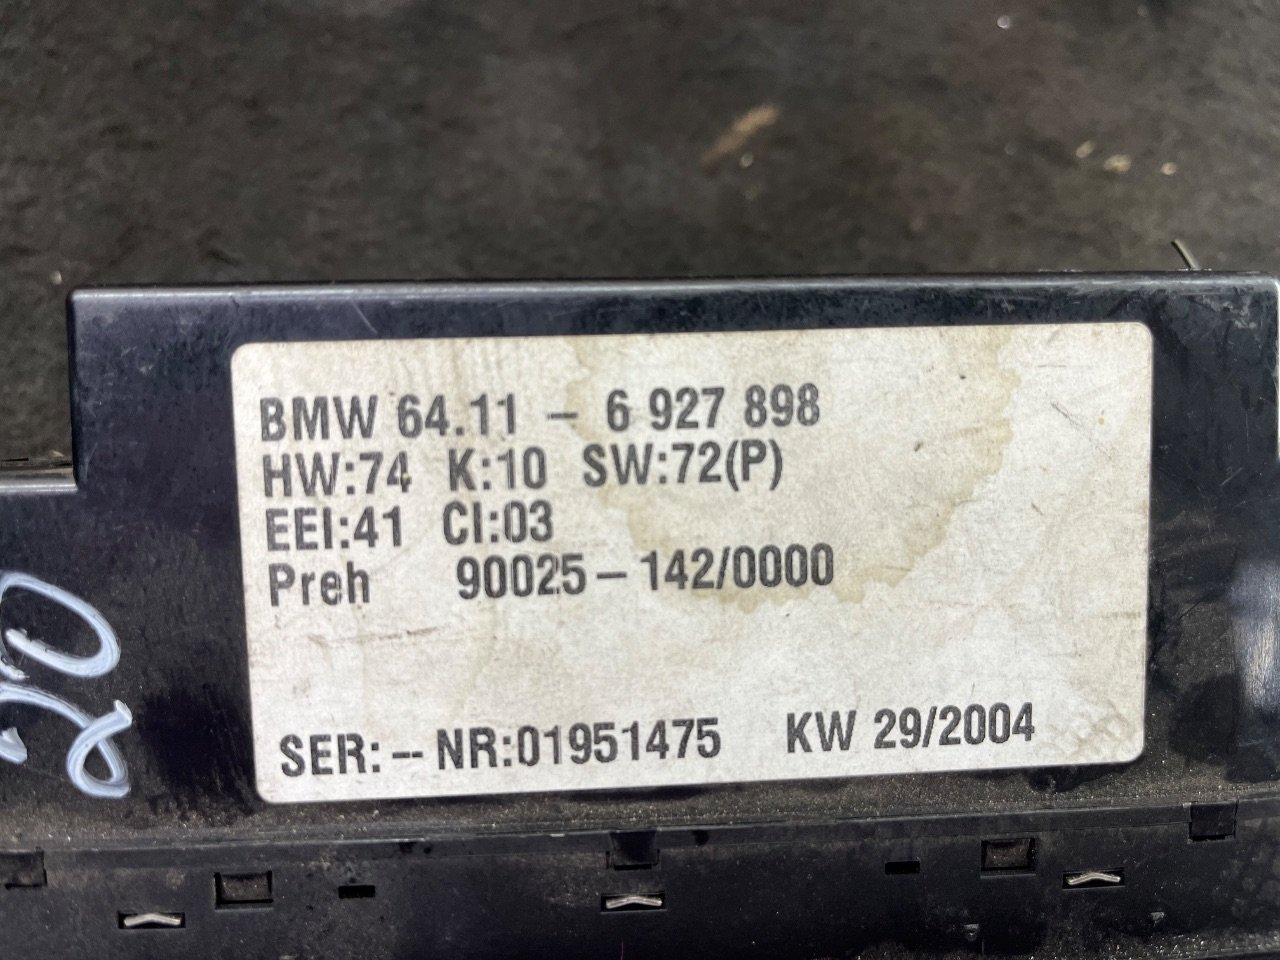 BMW 64.11 – 6 927 898
HW:74 K:10 SW:72(P)
EEI:41 CI:03
Preh 90025–142/0000
SER:--NR:01951475 KW 29/2004
20